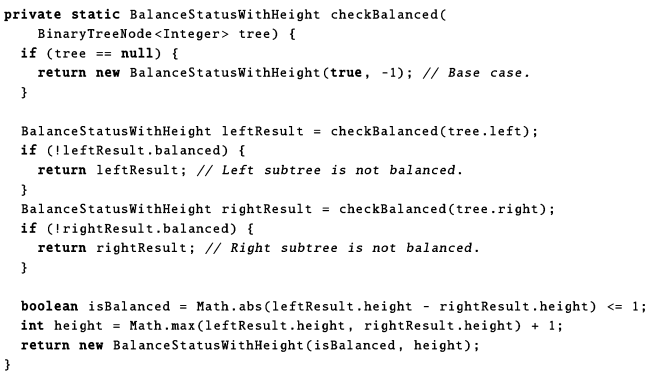 private static BalanceStatusWithHeight checkBalanced(
    BinaryTreeNode<Integer> tree) {
  if (tree == null) {
    return new BalanceStatusWithHeight(true, -1); // Base case.
  }

  BalanceStatusWithHeight leftResult = checkBalanced(tree.left);
  if (!leftResult.balanced) {
    return leftResult; // Left subtree is not balanced.
  }
  BalanceStatusWithHeight rightResult = checkBalanced(tree.right);
  if (!rightResult.balanced) {
    return rightResult; // Right subtree is not balanced.
  }

  boolean isBalanced = Math.abs(leftResult.height - rightResult.height) <= 1;
  int height = Math.max(leftResult.height, rightResult.height) + 1;
  return new BalanceStatusWithHeight(isBalanced, height);
}